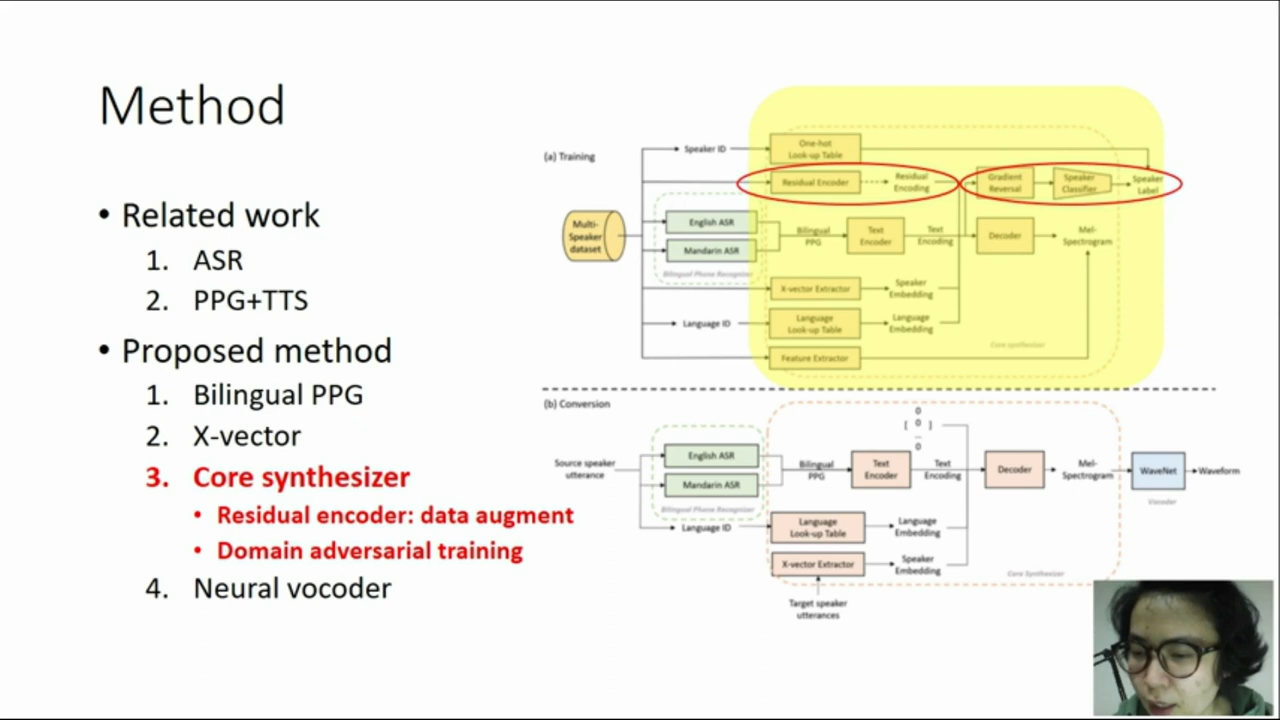 Method
• Related work
1. ASR
2. PPG+TTS
• Proposed method
1. Bilingual PPG
2. X-vector
3. Core synthesizer
• Residual encoder: data augment
• Domain adversarial training
4. Neural vocoder
(a) Training
Multi-
Speaker
dataset
Speaker ID
One-hot
Look-up Table
Residual Encoder
Residual
Encoding
Gradient
Reversal
Speaker
Classifier
Speaker
Label
English ASR
Mandarin ASR
Bilingual Phone Recognizer
Bilingual
PPG
Text
Encoder
Text
Encoding
Decoder
Mel-
Spectrogram
X-vector Extractor
Speaker
Embedding
Language ID
Language
Look-up Table
Language
Embedding
Feature Extractor
Core synthesizer
(b) Conversion
Source speaker
utterance
English ASR
Mandarin ASR
Bilingual Phone Recognizer
Bilingual
PPG
Text
Encoder
Text
Encoding
0
[ 0 ]
...
0
Decoder
Mel-
Spectrogram
WaveNet
Waveform
Vocoder
Language ID
Language
Look-up Table
Language
Embedding
X-vector Extractor
Speaker
Embedding
Core Synthesizer
Target speaker
utterances